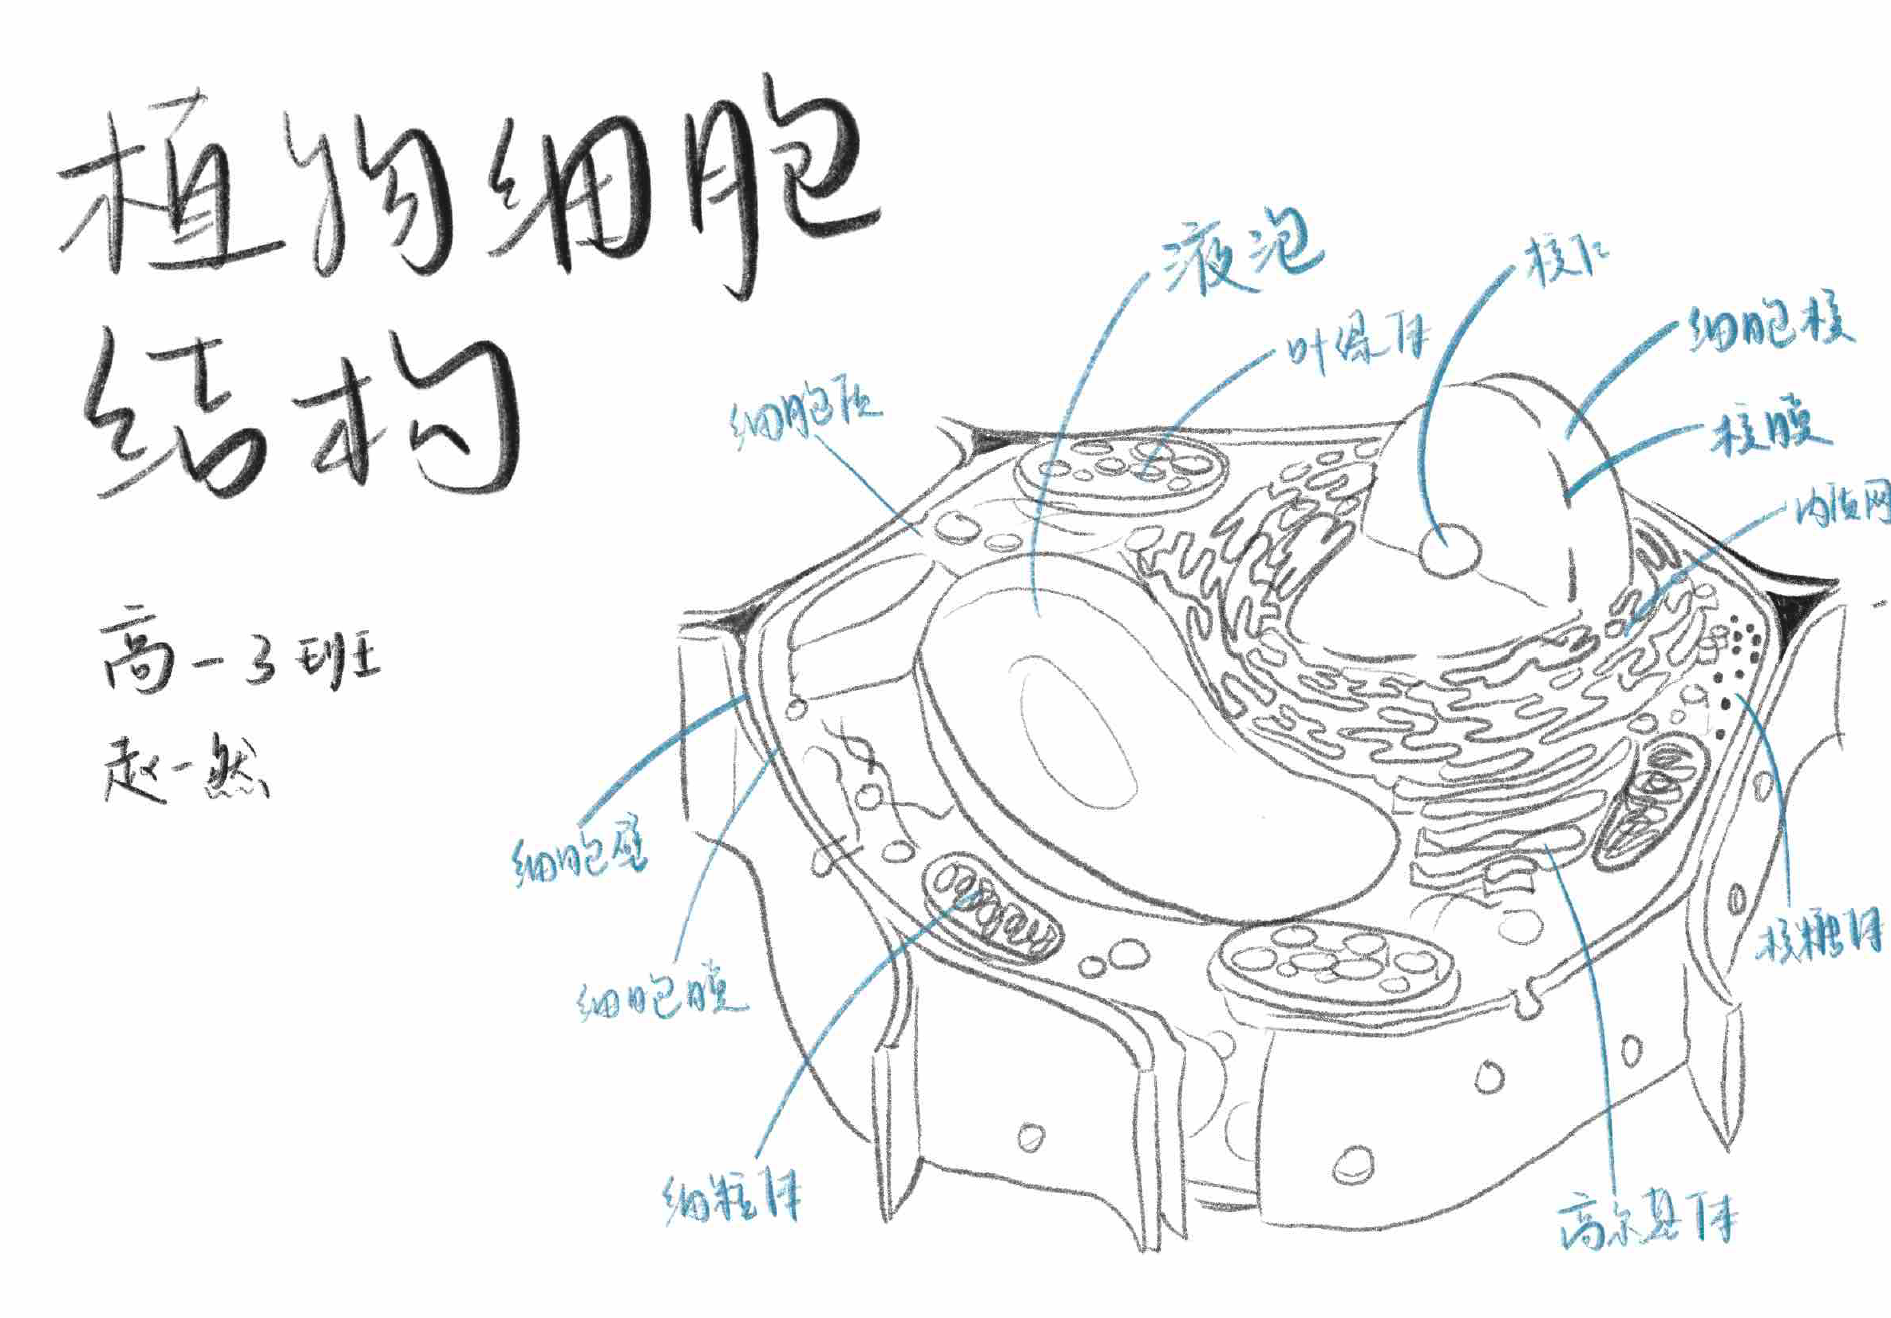 植物细胞
结构
高一3班
赵一然
液泡
核仁
叶绿体
细胞核
细胞质
核膜
内质网
细胞壁
核糖体
细胞膜
细粒体
高尔基体